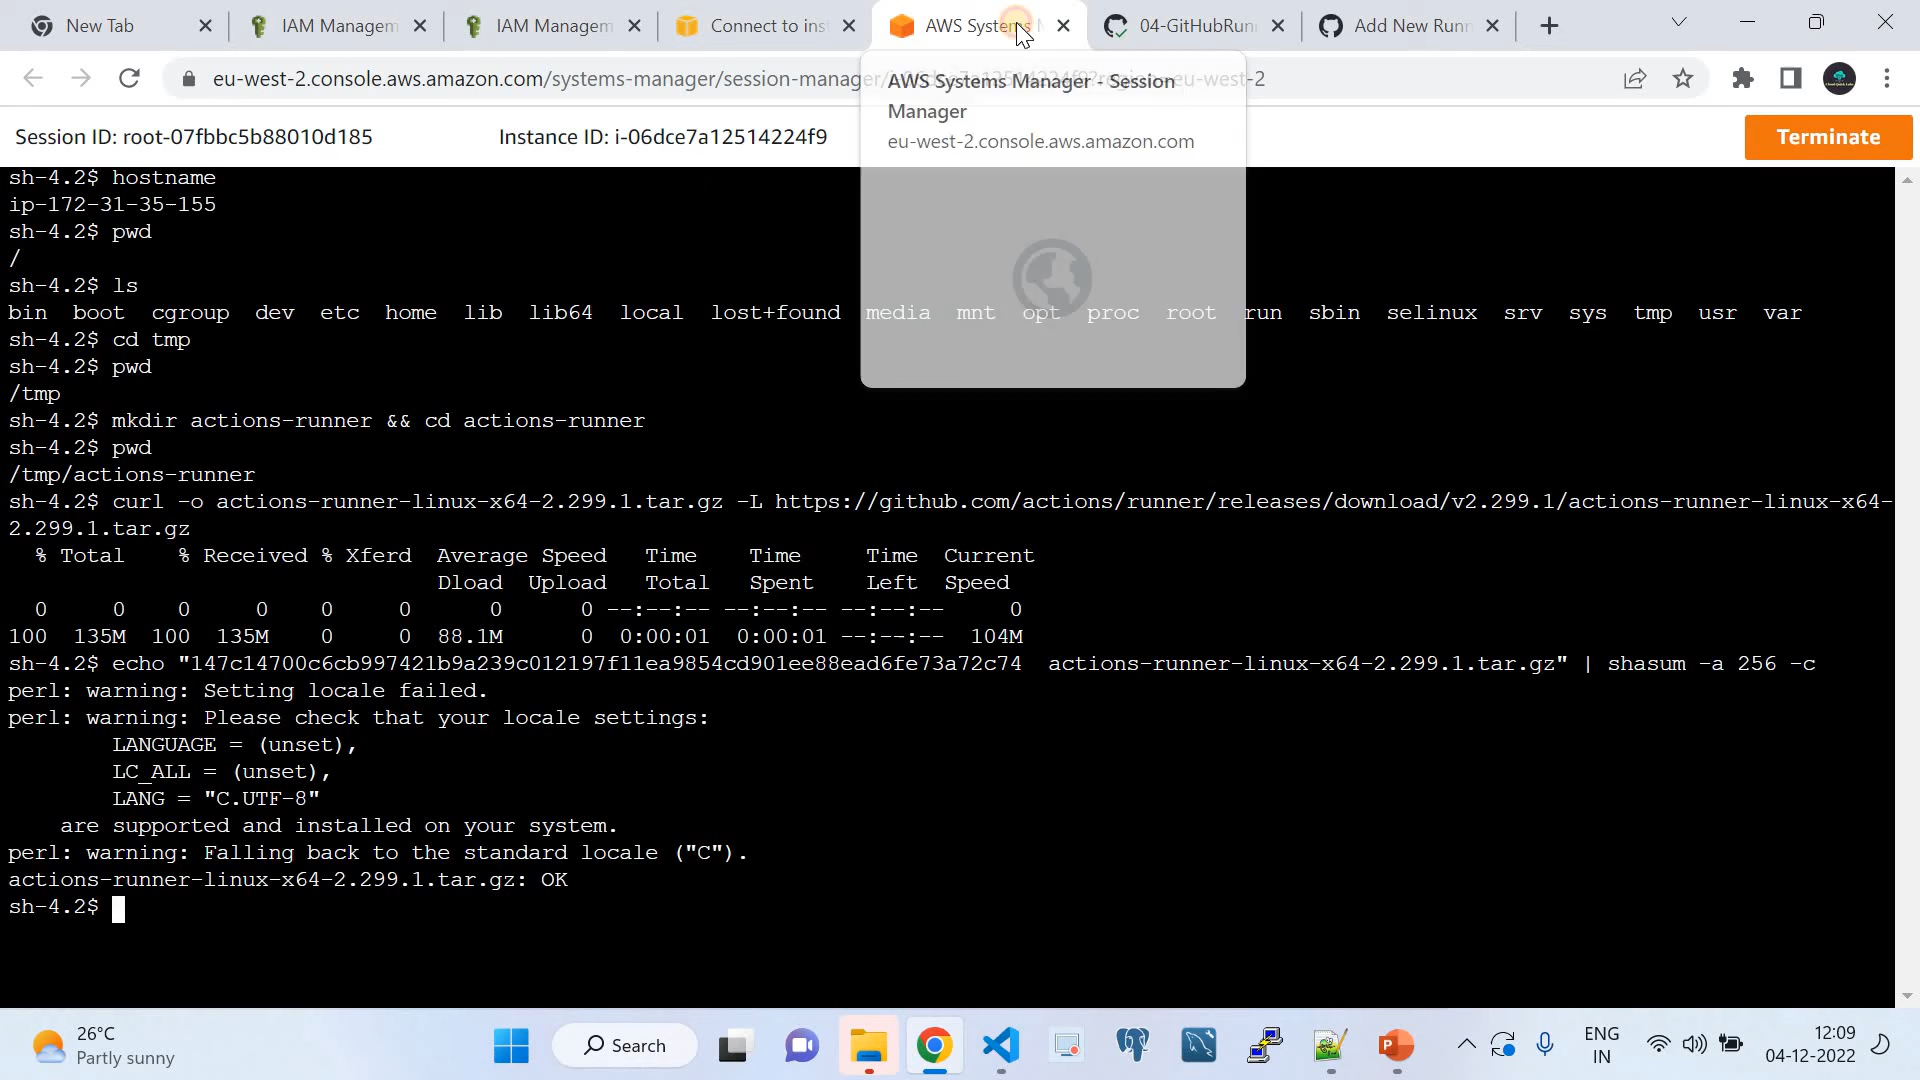 New Tab
IAM Managem
IAM Managem
Connect to inst
AWS Systems M
04-GitHubRun
Add New Runn
eu-west-2.console.aws.amazon.com/systems-manager/session-manager/
eu-west-2
AWS Systems Manager - Session
Manager
eu-west-2.console.aws.amazon.com
Session ID: root-07fbbc5b88010d185
Instance ID: i-06dce7a12514224f9
Terminate
sh-4.2$ hostname
ip-172-31-35-155
sh-4.2$ pwd
/
sh-4.2$ ls
bin boot cgroup dev etc home lib lib64 local lost+found media mnt opt proc root run sbin selinux srv sys tmp usr var
sh-4.2$ cd tmp
sh-4.2$ pwd
/tmp
sh-4.2$ mkdir actions-runner && cd actions-runner
sh-4.2$ pwd
/tmp/actions-runner
sh-4.2$ curl -o actions-runner-linux-x64-2.299.1.tar.gz -L https://github.com/actions/runner/releases/download/v2.299.1/actions-runner-linux-x64-
2.299.1.tar.gz
% Total % Received % Xferd Average Speed Time Time Time Current
Dload Upload Total Spent Left Speed
0 0 0 0 0 0 0 0 --:--:-- --:--:-- --:--:-- 0
100 135M 100 135M 0 0 88.1M 0 0:00:01 0:00:01 --:--:-- 104M
sh-4.2$ echo "147c14700c6cb997421b9a239c012197f11ea9854cd901ee88ead6fe73a72c74 actions-runner-linux-x64-2.299.1.tar.gz" | shasum -a 256 -c
perl: warning: Setting locale failed.
perl: warning: Please check that your locale settings:
LANGUAGE = (unset),
LC_ALL = (unset),
LANG = "C.UTF-8"
are supported and installed on your system.
perl: warning: Falling back to the standard locale ("C").
actions-runner-linux-x64-2.299.1.tar.gz: OK
sh-4.2$
26°C
Partly sunny
Search
ENG
IN
12:09
04-12-2022